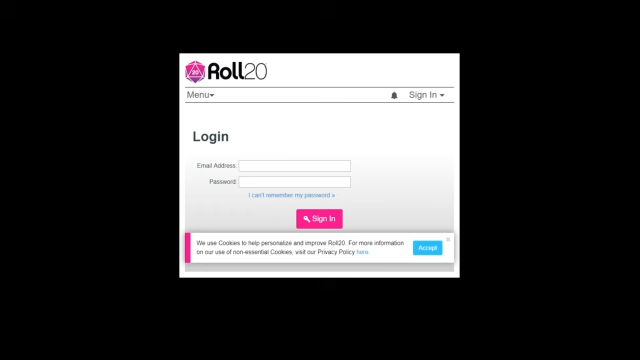 20 Roll20
Menu Sign In
Login
Email Address:
Password:
I can't remember my password »
Sign In
We use Cookies to help personalize and improve Roll20. For more information
on our use of non-essential Cookies, visit our Privacy Policy here.
Accept